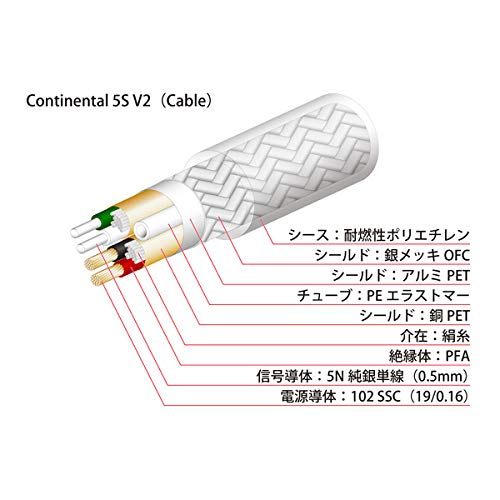 Continental 5S V2（Cable）
シース：耐燃性ポリエチレン
シールド：銀メッキ OFC
シールド：アルミ PET
チューブ：PE エラストマー
シールド：銅 PET
介在：絹糸
絶縁体：PFA
信号導体：5N 純銀単線（0.5mm）
電源導体：102 SSC（19/0.16）